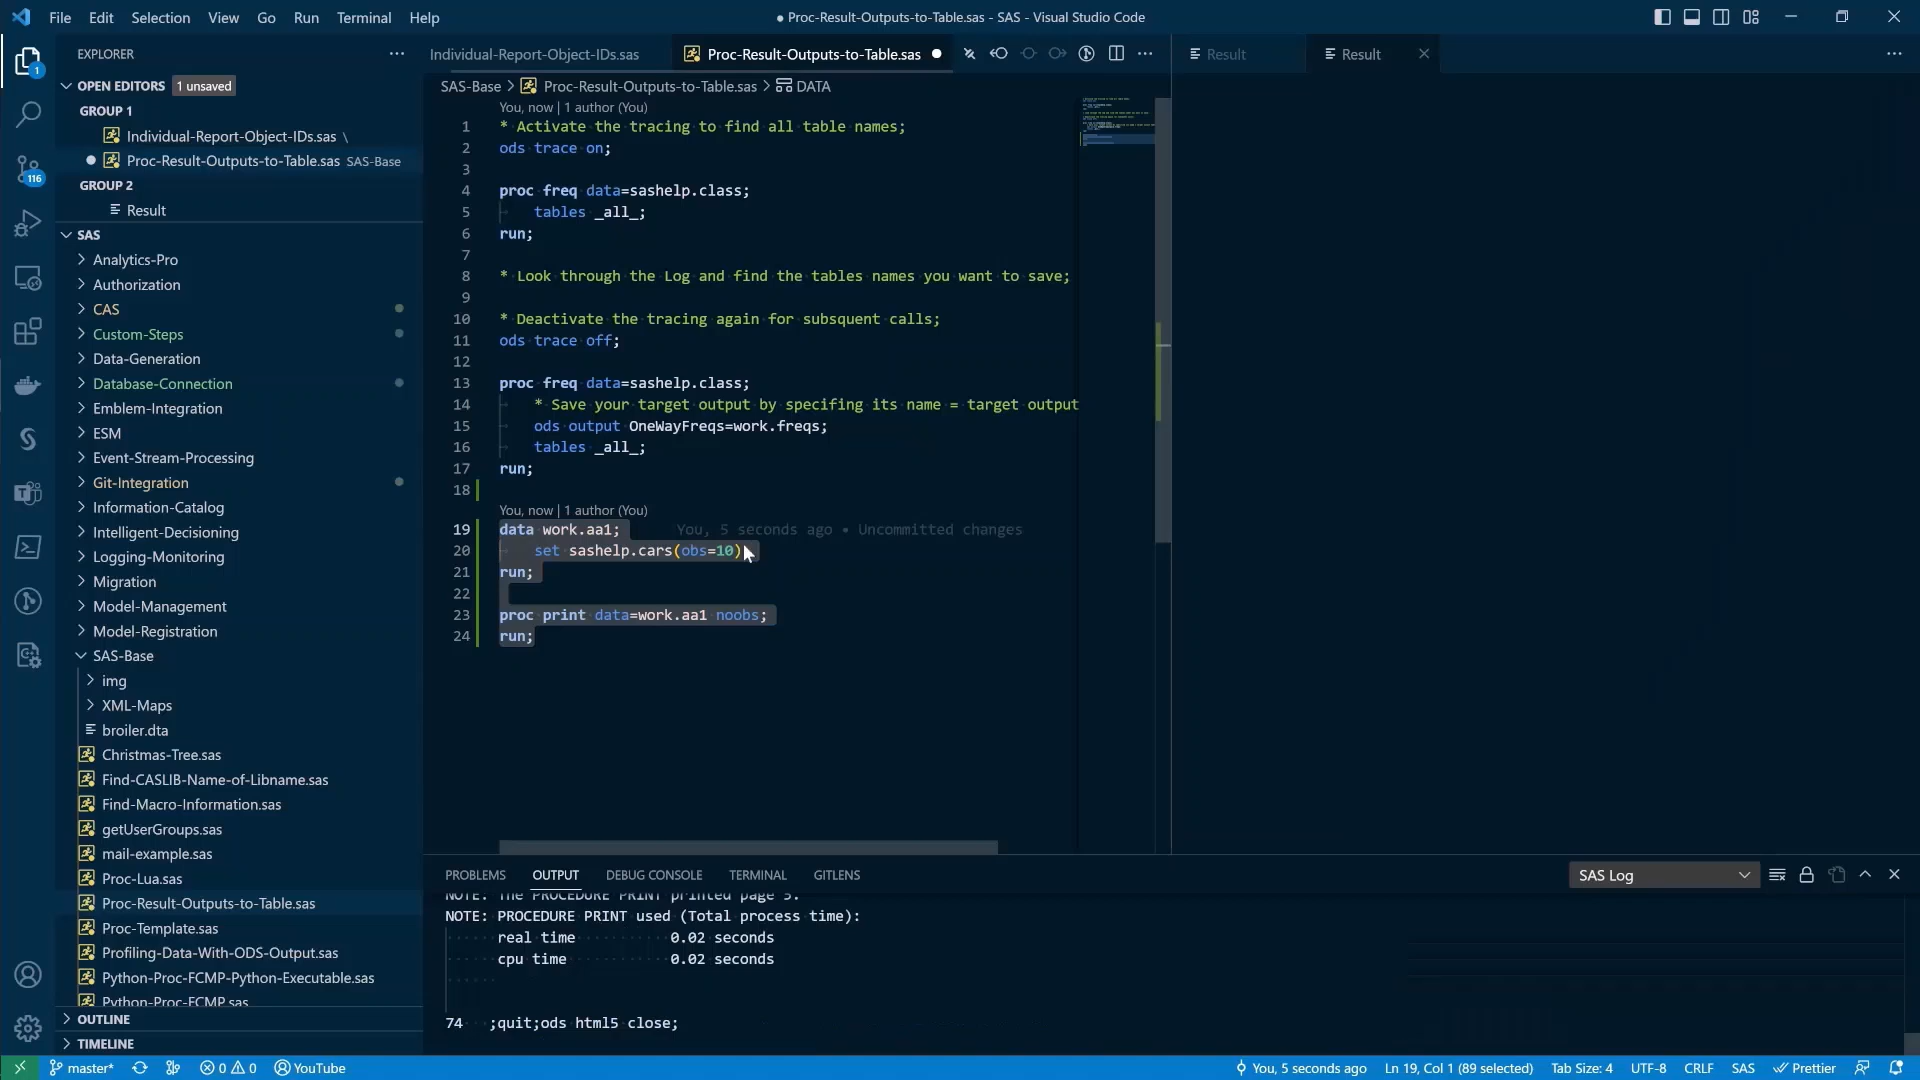 File Edit Selection View Go Run Terminal Help
● Proc-Result-Outputs-to-Table.sas - SAS - Visual Studio Code
EXPLORER
OPEN EDITORS 1 unsaved
GROUP 1
Individual-Report-Object-IDs.sas \
Proc-Result-Outputs-to-Table.sas SAS-Base
GROUP 2
Result
SAS
Analytics-Pro
Authorization
CAS
Custom-Steps
Data-Generation
Database-Connection
Emblem-Integration
ESM
Event-Stream-Processing
Git-Integration
Information-Catalog
Intelligent-Decisioning
Logging-Monitoring
Migration
Model-Management
Model-Registration
SAS-Base
img
XML-Maps
broiler.dta
Christmas-Tree.sas
Find-CASLIB-Name-of-Libname.sas
Find-Macro-Information.sas
getUserGroups.sas
mail-example.sas
Proc-Lua.sas
Proc-Result-Outputs-to-Table.sas
Proc-Template.sas
Profiling-Data-With-ODS-Output.sas
Python-Proc-FCMP-Python-Executable.sas
Python-Proc-FCMP.sas
OUTLINE
TIMELINE
1
116
Individual-Report-Object-IDs.sas
Proc-Result-Outputs-to-Table.sas
Result
Result
SAS-Base > Proc-Result-Outputs-to-Table.sas > DATA
You, now | 1 author (You)
1 * Activate the tracing to find all table names;
2 ods trace on;
3
4 proc freq data=sashelp.class;
5 tables _all_;
6 run;
7
8 * Look through the Log and find the tables names you want to save;
9
10 * Deactivate the tracing again for subsquent calls;
11 ods trace off;
12
13 proc freq data=sashelp.class;
14 * Save your target output by specifing its name = target output
15 ods output OneWayFreqs=work.freqs;
16 tables _all_;
17 run;
18
You, now | 1 author (You)
19 data work.aa1; You, 5 seconds ago • Uncommitted changes
20 set sashelp.cars(obs=10)
21 run;
22
23 proc print data=work.aa1 noobs;
24 run;
PROBLEMS OUTPUT DEBUG CONSOLE TERMINAL GITLENS
SAS Log
NOTE: The PROCEDURE PRINT printed page 5.
NOTE: PROCEDURE PRINT used (Total process time):
real time 0.02 seconds
cpu time 0.02 seconds
74 ;quit;ods html5 close;
master* 0 0 YouTube
You, 5 seconds ago Ln 19, Col 1 (89 selected) Tab Size: 4 UTF-8 CRLF SAS Prettier